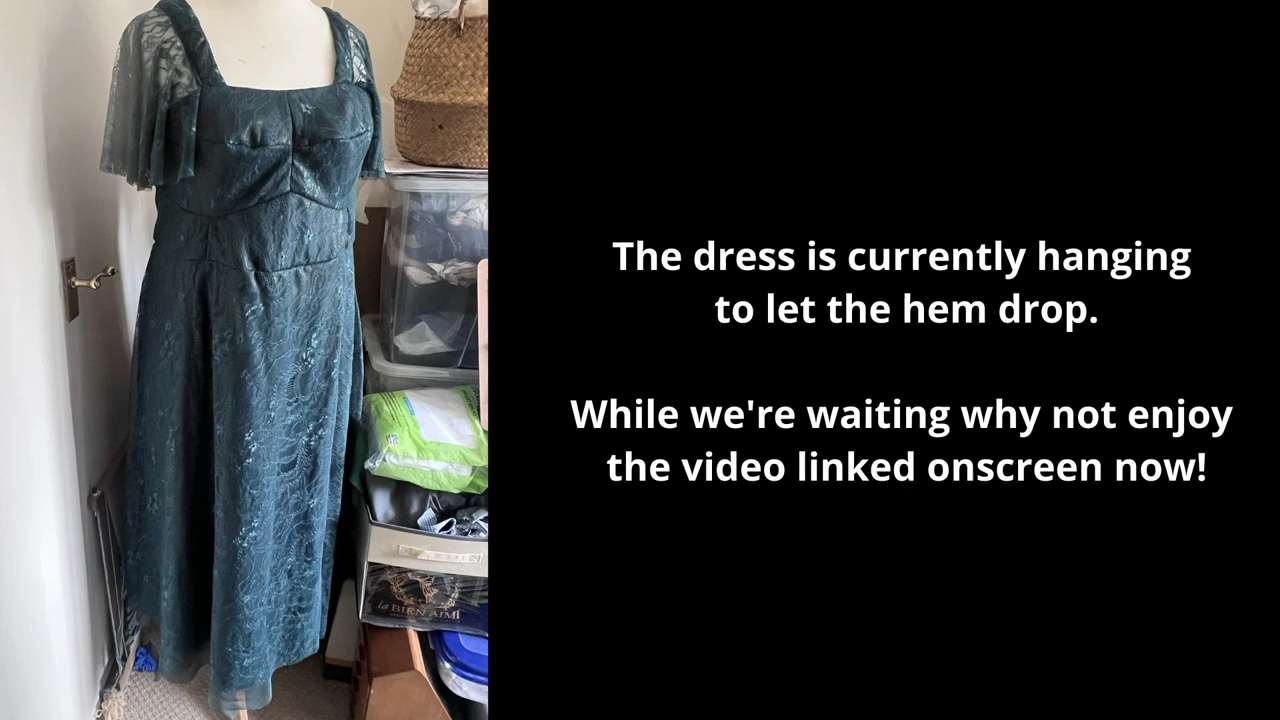 The dress is currently hanging
to let the hem drop.
While we're waiting why not enjoy
the video linked onscreen now!
la BIEN AIMÉ